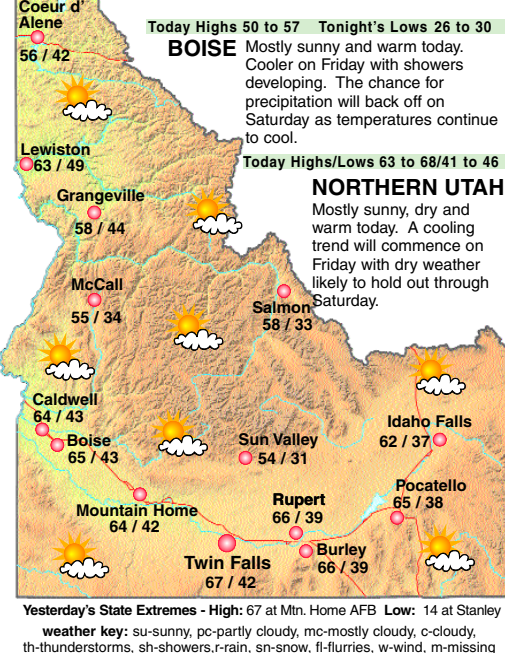 Coeur d'
Alene
56 / 42
Today Highs 50 to 57 Tonight's Lows 26 to 30
BOISE Mostly sunny and warm today.
Cooler on Friday with showers
developing. The chance for
precipitation will back off on
Saturday as temperatures continue
to cool.
Today Highs/Lows 63 to 68/41 to 46
NORTHERN UTAH
Mostly sunny, dry and
warm today. A cooling
trend will commence on
Friday with dry weather
likely to hold out through
Saturday.
Lewiston
63 / 49
Grangeville
58 / 44
McCall
55 / 34
Salmon
58 / 33
Caldwell
64 / 43
Boise
65 / 43
Sun Valley
54 / 31
Idaho Falls
62 / 37
Mountain Home
64 / 42
Rupert
66 / 39
Pocatello
65 / 38
Twin Falls
67 / 42
Burley
66 / 39
Yesterday's State Extremes - High: 67 at Mtn. Home AFB Low: 14 at Stanley
weather key: su-sunny, pc-partly cloudy, mc-mostly cloudy, c-cloudy,
th-thunderstorms, sh-showers,r-rain, sn-snow, fl-flurries, w-wind, m-missing